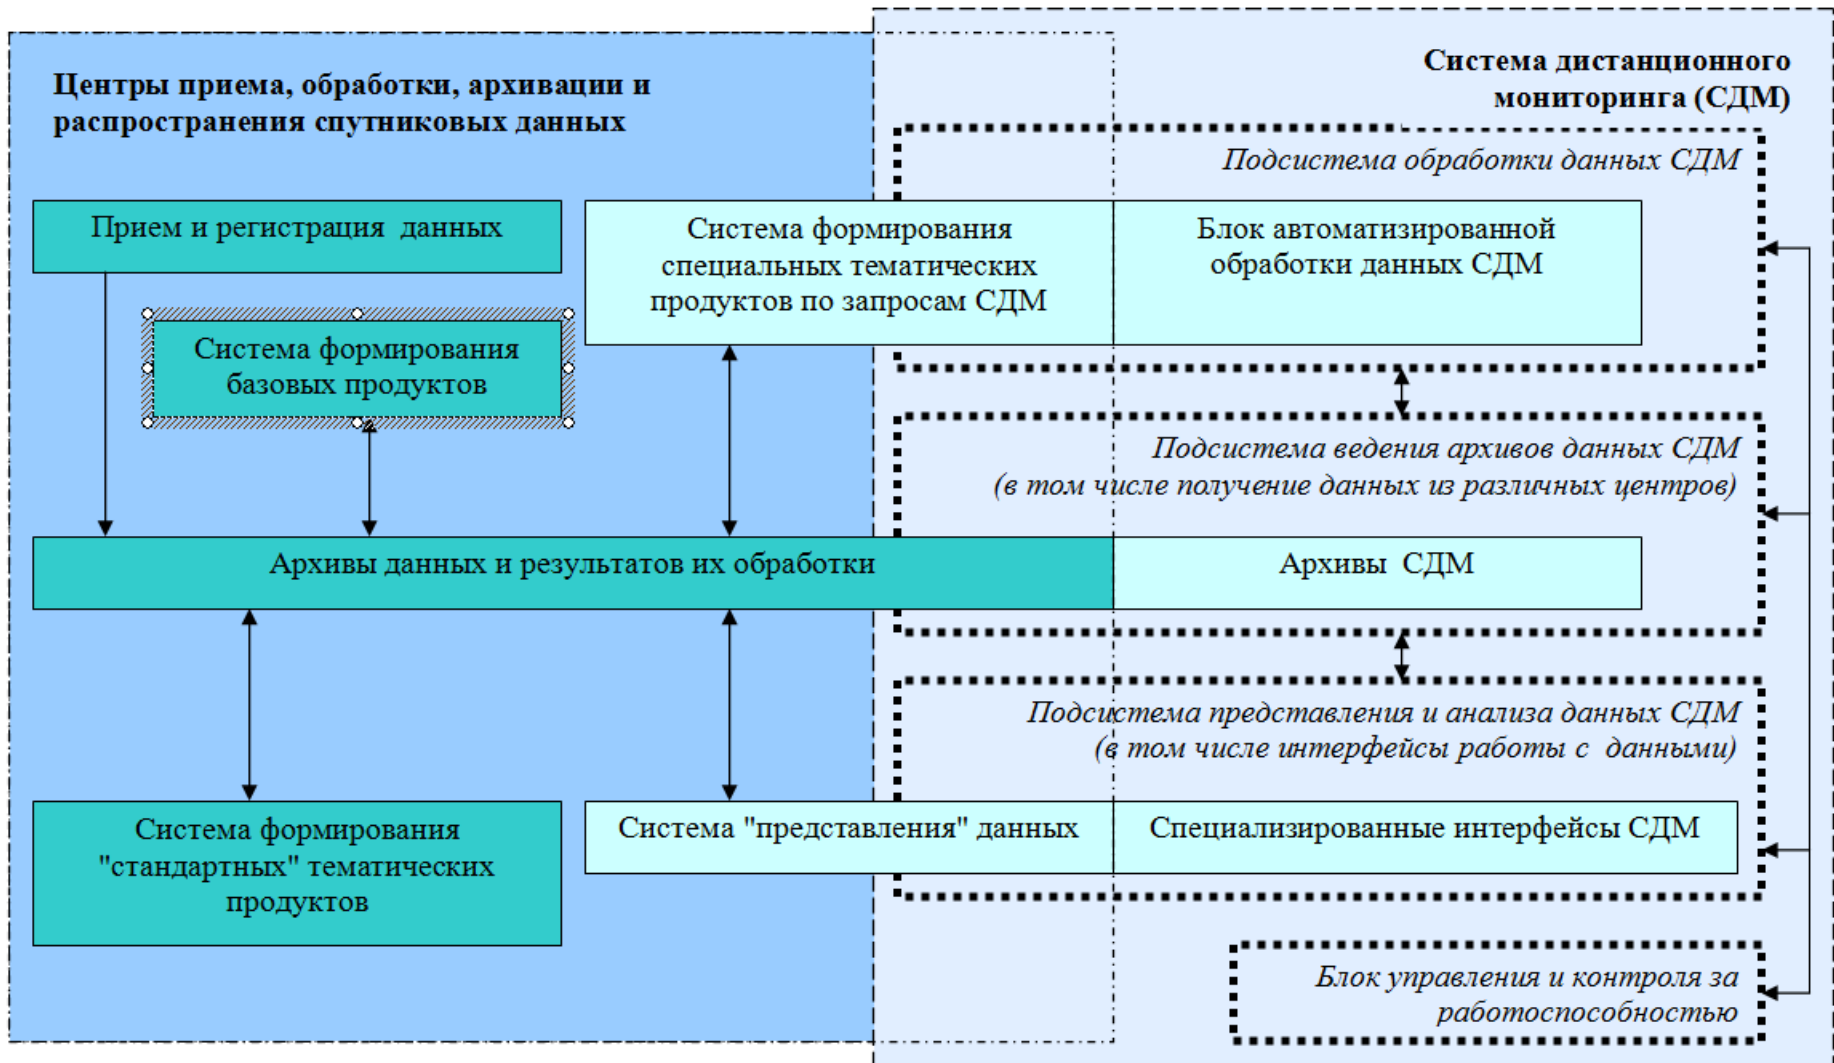 Центры приема, обработки, архивации и
распространения спутниковых данных
Система дистанционного
мониторинга (СДМ)
Подсистема обработки данных СДМ
Прием и регистрация данных
Система формирования
специальных тематических
продуктов по запросам СДМ
Блок автоматизированной
обработки данных СДМ
Система формирования
базовых продуктов
Подсистема ведения архивов данных СДМ
(в том числе получение данных из различных центров)
Архивы данных и результатов их обработки
Архивы СДМ
Подсистема представления и анализа данных СДМ
(в том числе интерфейсы работы с данными)
Система формирования
"стандартных" тематических
продуктов
Система "представления" данных
Специализированные интерфейсы СДМ
Блок управления и контроля за
работоспособностью